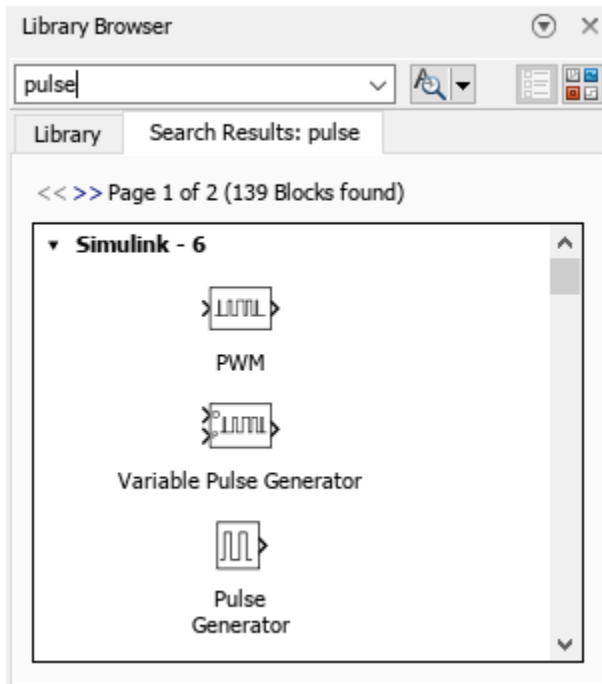 Library Browser
pulse
Library
Search Results: pulse
<< >> Page 1 of 2 (139 Blocks found)
Simulink - 6
PWM
Variable Pulse Generator
Pulse
Generator